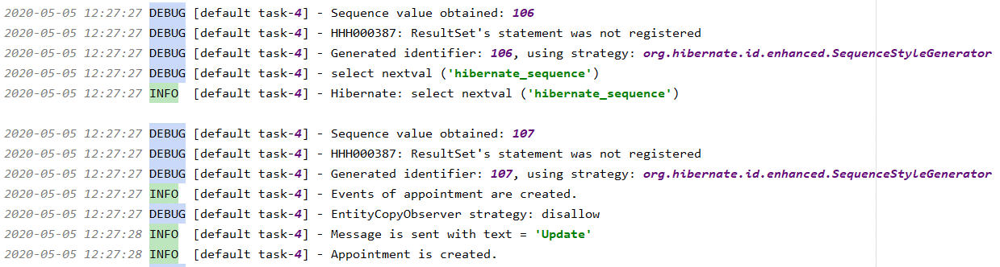 2020-05-05 12:27:27 DEBUG [default task-4] - Sequence value obtained: 106
2020-05-05 12:27:27 DEBUG [default task-4] - HHH000387: ResultSet's statement was not registered
2020-05-05 12:27:27 DEBUG [default task-4] - Generated identifier: 106, using strategy: org.hibernate.id.enhanced.SequenceStyleGenerator
2020-05-05 12:27:27 DEBUG [default task-4] - select nextval ('hibernate_sequence')
2020-05-05 12:27:27 INFO  [default task-4] - Hibernate: select nextval ('hibernate_sequence')
2020-05-05 12:27:27 DEBUG [default task-4] - Sequence value obtained: 107
2020-05-05 12:27:27 DEBUG [default task-4] - HHH000387: ResultSet's statement was not registered
2020-05-05 12:27:27 DEBUG [default task-4] - Generated identifier: 107, using strategy: org.hibernate.id.enhanced.SequenceStyleGenerator
2020-05-05 12:27:27 INFO  [default task-4] - Events of appointment are created.
2020-05-05 12:27:27 DEBUG [default task-4] - EntityCopyObserver strategy: disallow
2020-05-05 12:27:28 INFO  [default task-4] - Message is sent with text = 'Update'
2020-05-05 12:27:28 INFO  [default task-4] - Appointment is created.